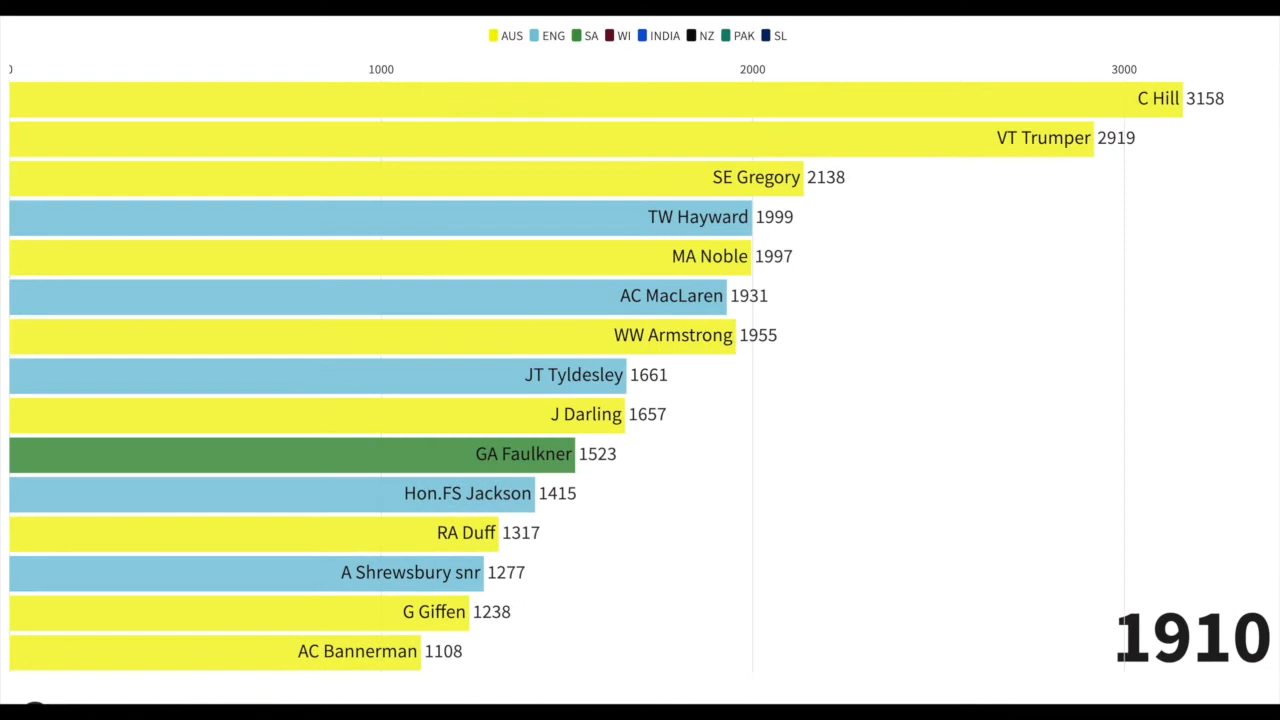 AUS ENG SA WI INDIA NZ PAK SL
0 1000 2000 3000
C Hill 3158
VT Trumper 2919
SE Gregory 2138
TW Hayward 1999
MA Noble 1997
AC MacLaren 1931
WW Armstrong 1955
JT Tyldesley 1661
J Darling 1657
GA Faulkner 1523
Hon.FS Jackson 1415
RA Duff 1317
A Shrewsbury snr 1277
G Giffen 1238
AC Bannerman 1108
1910